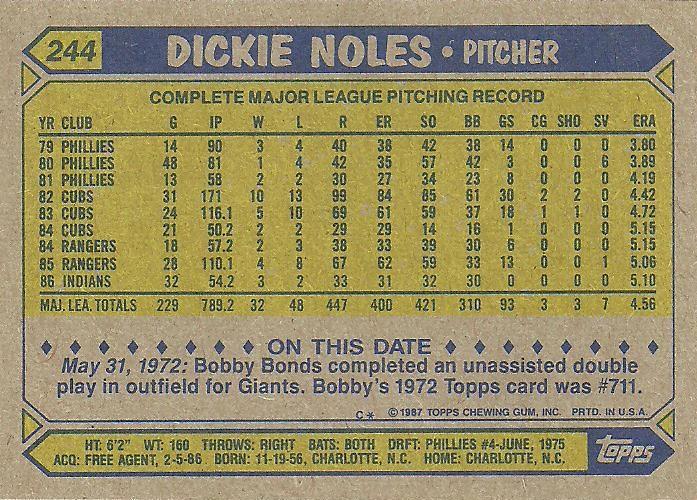 244 DICKIE NOLES • PITCHER
COMPLETE MAJOR LEAGUE PITCHING RECORD
YR CLUB G IP W L R ER SO BB GS CG SHO SV ERA
79 PHILLIES 14 90 3 4 40 38 42 38 14 0 0 0 3.80
80 PHILLIES 48 81 1 4 42 35 57 42 3 0 0 6 3.89
81 PHILLIES 13 58 2 2 30 27 34 23 8 0 0 0 4.19
82 CUBS 31 171 10 13 99 84 85 61 30 2 2 0 4.42
83 CUBS 24 116.1 5 10 69 61 59 37 18 1 1 0 4.72
84 CUBS 21 50.2 2 2 29 29 14 16 1 0 0 0 5.15
84 RANGERS 18 57.2 2 3 38 33 39 30 6 0 0 0 5.15
85 RANGERS 28 110.1 4 8 67 62 59 33 13 0 0 1 5.06
86 INDIANS 32 54.2 3 2 33 31 32 30 0 0 0 0 5.10
MAJ. LEA. TOTALS 229 789.2 32 48 447 400 421 310 93 3 3 7 4.56
♦ ♦ ♦ ♦ ♦ ♦ ♦ ♦ ON THIS DATE ♦ ♦ ♦ ♦ ♦ ♦ ♦ ♦
May 31, 1972: Bobby Bonds completed an unassisted double
play in outfield for Giants. Bobby's 1972 Topps card was #711.
C* ©1987 TOPPS CHEWING GUM, INC. PRTD. IN U.S.A.
HT: 6'2" WT: 160 THROWS: RIGHT BATS: BOTH DRFT: PHILLIES #4-JUNE, 1975
ACQ: FREE AGENT, 2-5-86 BORN: 11-19-56, CHARLOTTE, N.C. HOME: CHARLOTTE, N.C.
topps